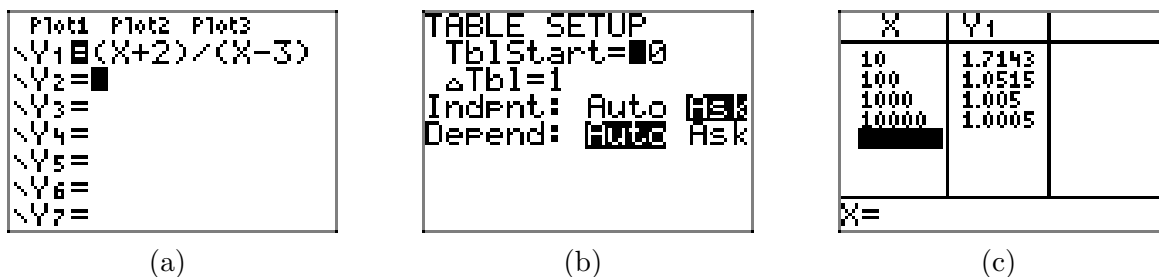 Plot1 Plot2 Plot3
\Y1=(X+2)/(X-3)
\Y2=
\Y3=
\Y4=
\Y5=
\Y6=
\Y7=
(a)
TABLE SETUP
TblStart=▮0
△Tbl=1
Indpnt: Auto Ask
Depend: Auto Ask
(b)
X Y1
10 1.7143
100 1.0515
1000 1.005
10000 1.0005
X=
(c)